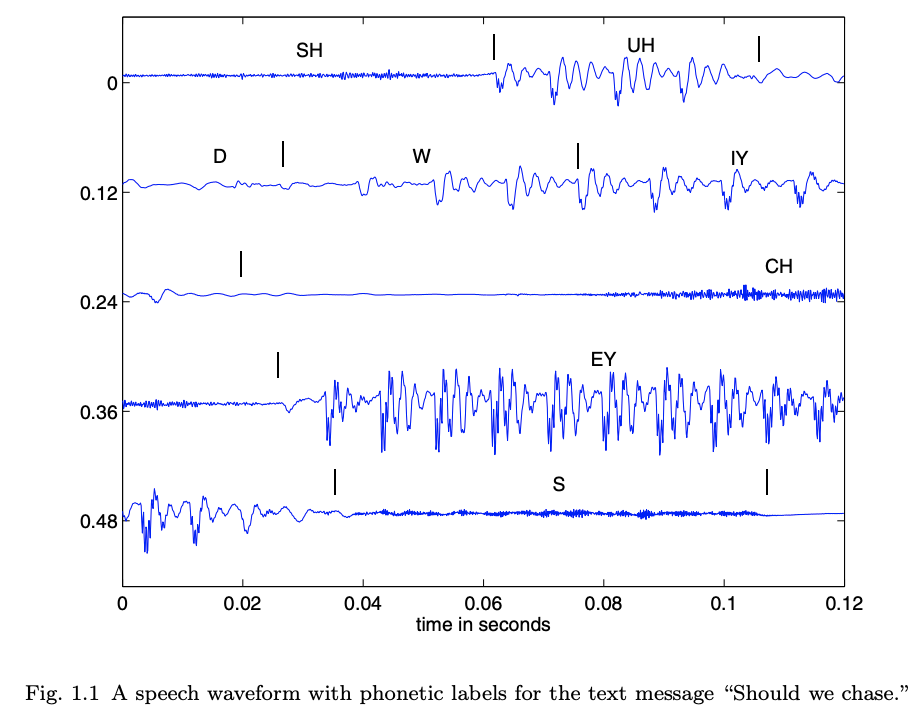 SH UH
0
D W IY
0.12
CH
0.24
EY
0.36
S
0.48
0 0.02 0.04 0.06 0.08 0.1 0.12
time in seconds
Fig. 1.1 A speech waveform with phonetic labels for the text message “Should we chase.”